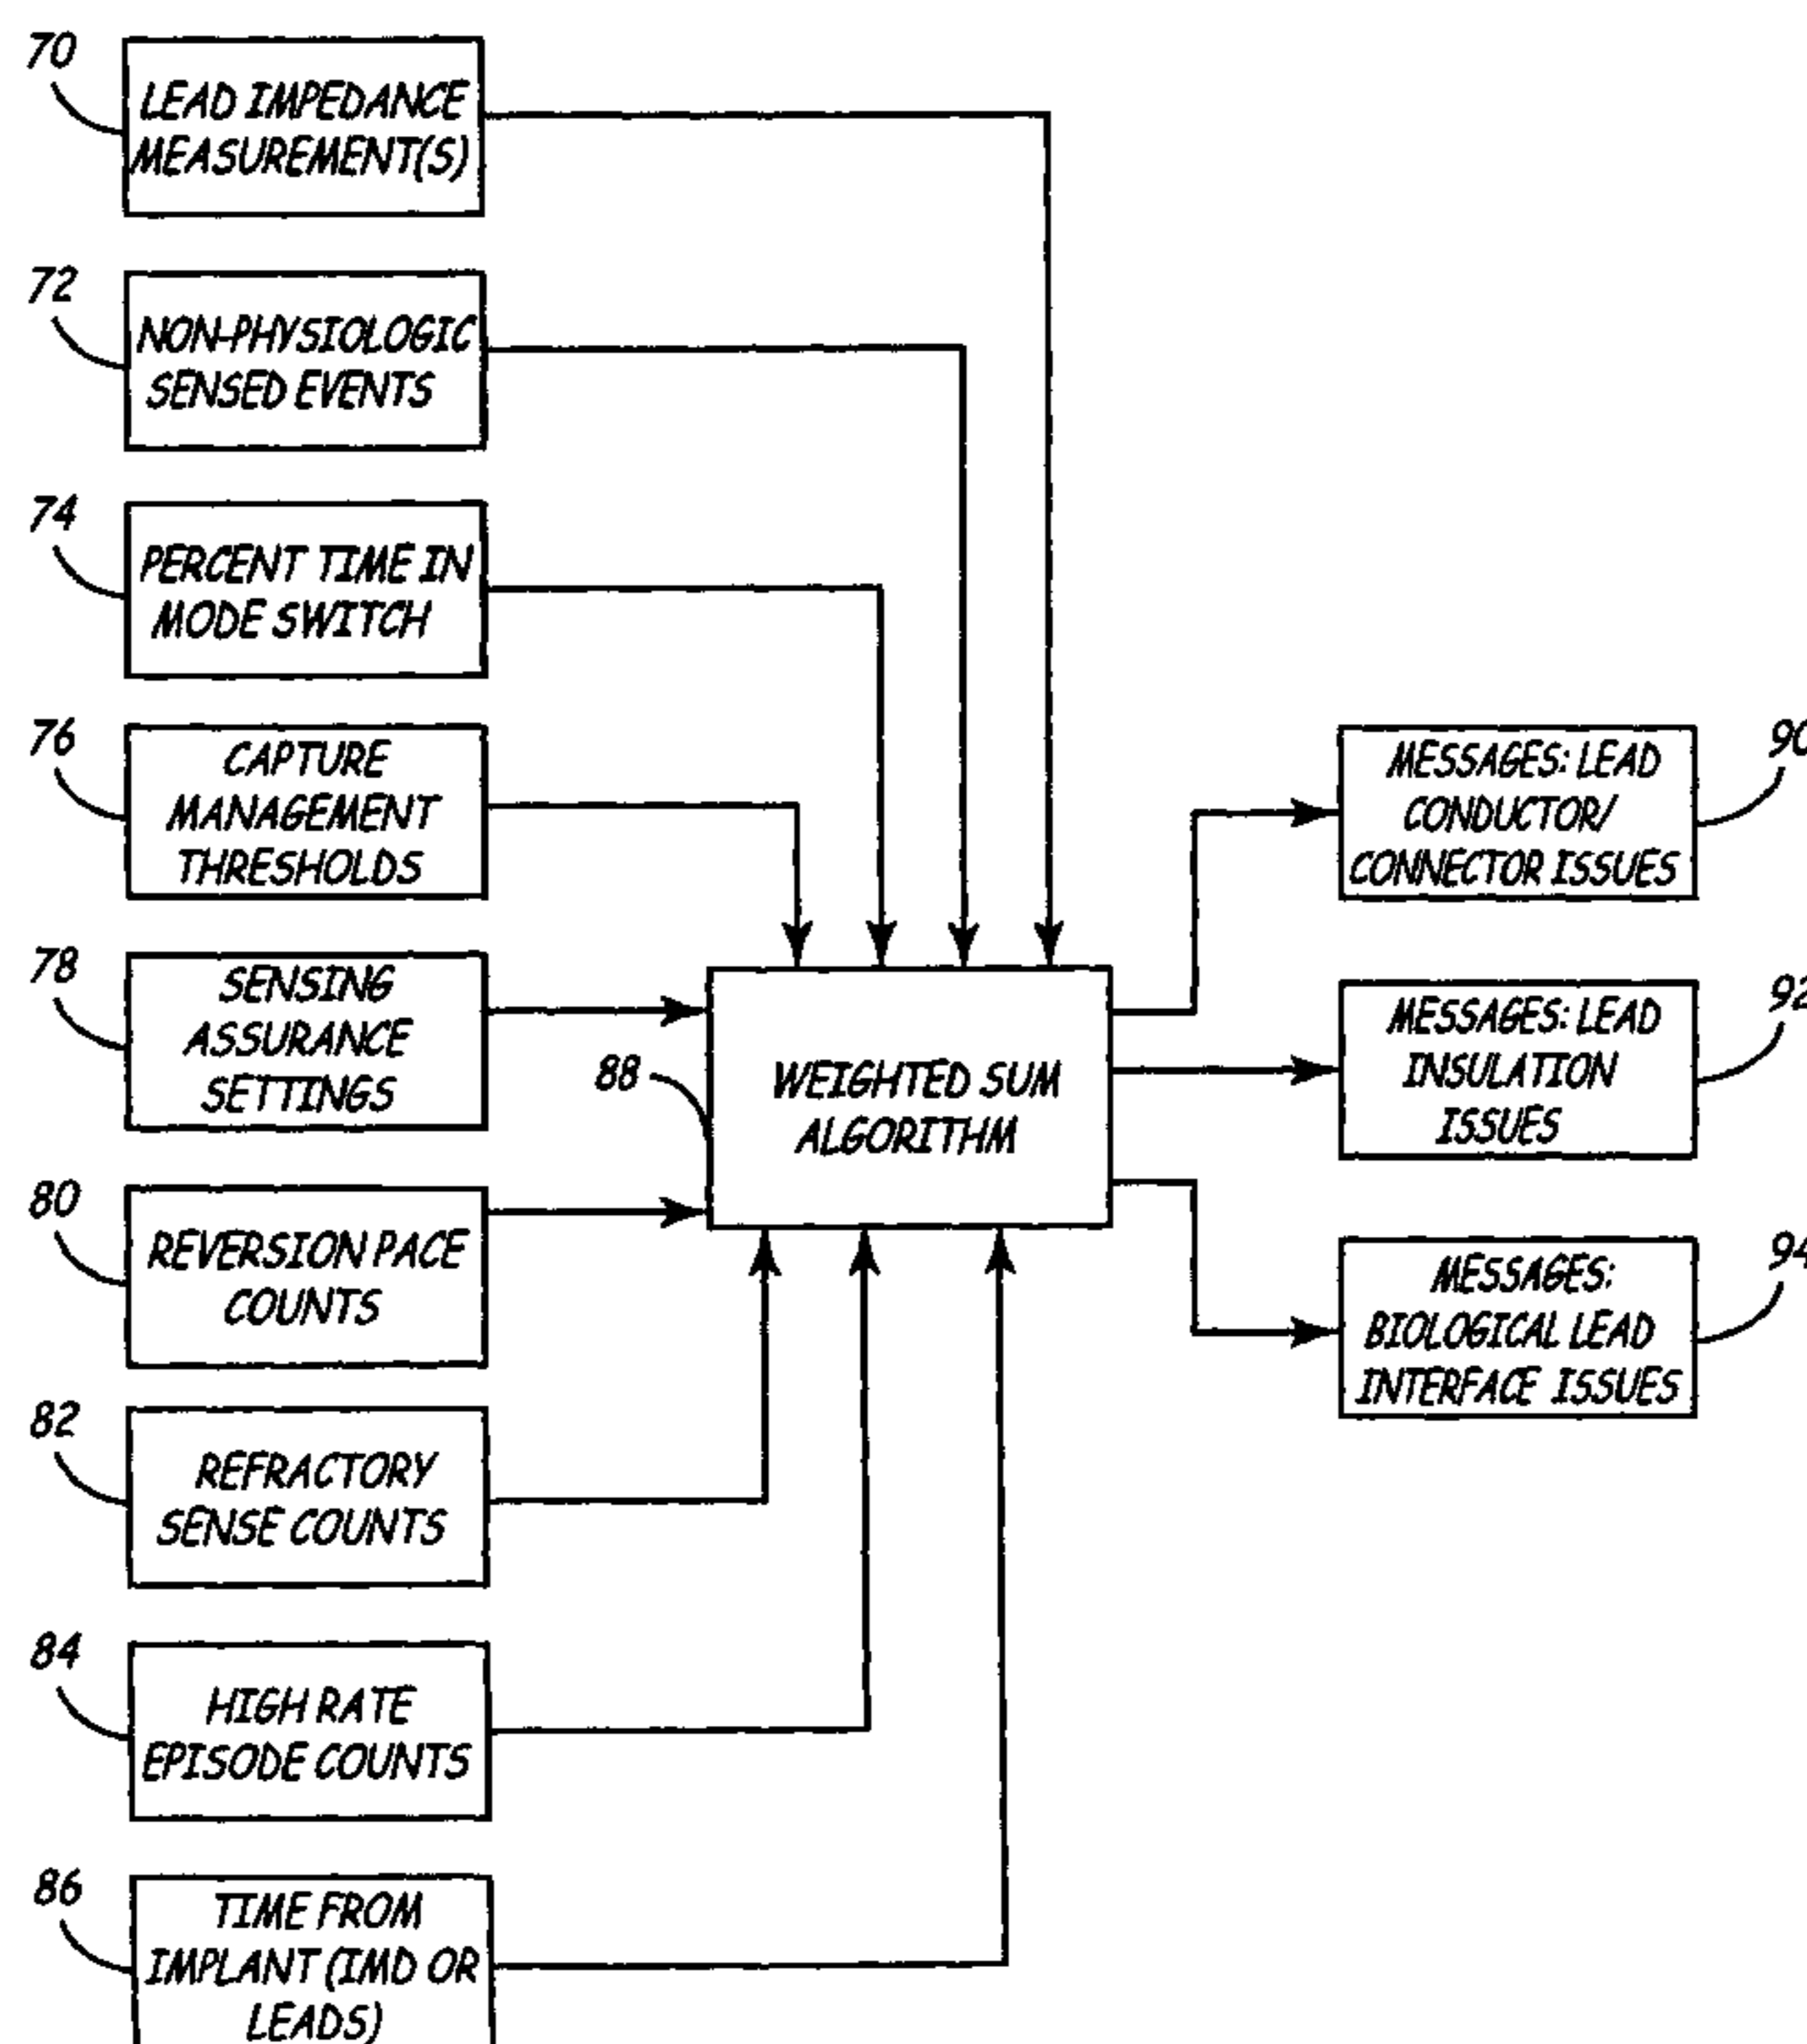 70
LEAD IMPEDANCE
MEASUREMENT(S)
72
NON-PHYSIOLOGIC
SENSED EVENTS
74
PERCENT TIME IN
MODE SWITCH
76
CAPTURE
MANAGEMENT
THRESHOLDS
78
SENSING
ASSURANCE
SETTINGS
80
REVERSION PACE
COUNTS
82
REFRACTORY
SENSE COUNTS
84
HIGH RATE
EPISODE COUNTS
86
TIME FROM
IMPLANT (IMD OR
LEADS)
88
WEIGHTED SUM
ALGORITHM
90
MESSAGES: LEAD
CONDUCTOR/
CONNECTOR ISSUES
92
MESSAGES: LEAD
INSULATION
ISSUES
94
MESSAGES:
BIOLOGICAL LEAD
INTERFACE ISSUES